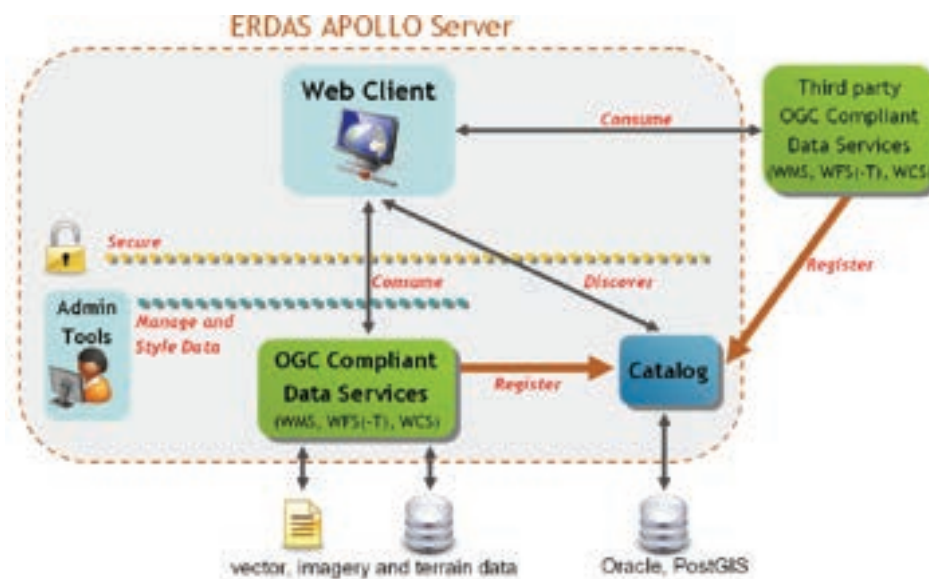 ERDAS APOLLO Server
Web Client
Consume
Third party
OGC Compliant
Data Services
(WMS, WFS(-T), WCS)
Secure
Consume
Discover
Register
Admin
Tools
Manage and
Style Data
OGC Compliant
Data Services
(WMS, WFS(-T), WCS)
Register
Catalog
vector, imagery and terrain data
Oracle, PostGIS